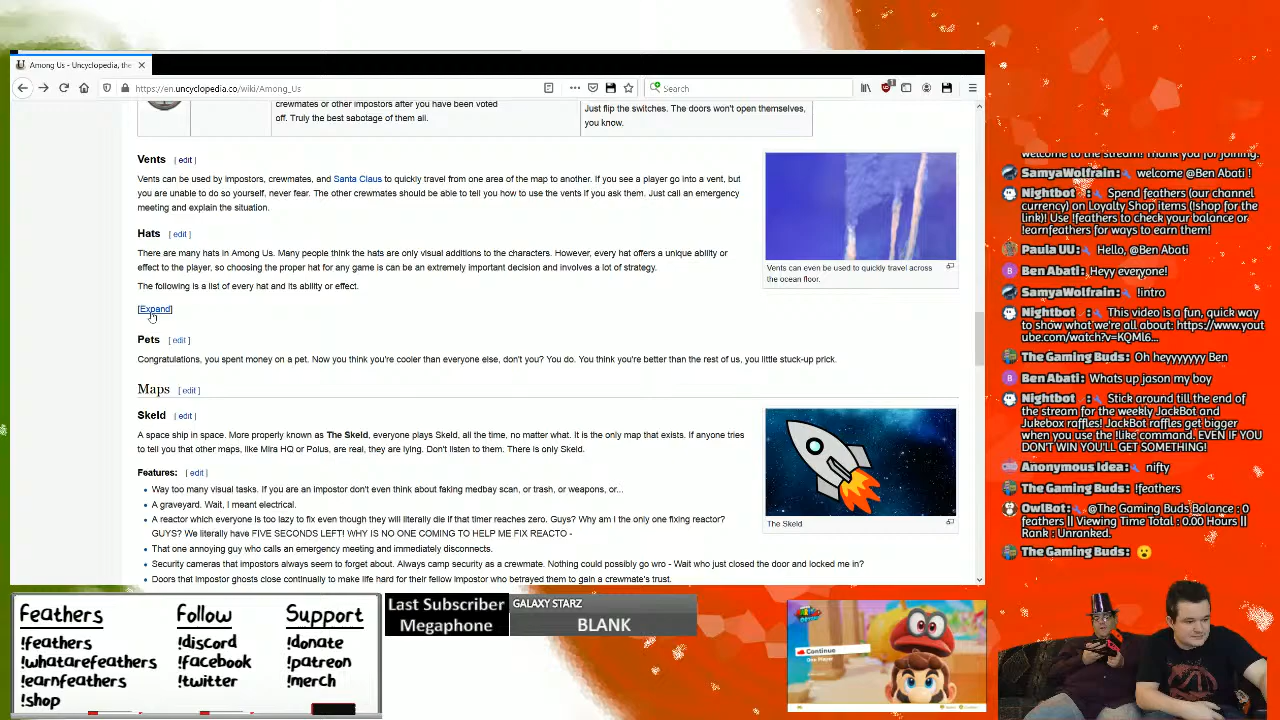 Among Us - Uncyclopedia, the
https://en.uncyclopedia.co/wiki/Among_Us
Search
crewmates or other impostors after you have been voted
off. Truly the best sabotage of them all.
Just flip the switches. The doors won't open themselves,
you know.
Vents [ edit ]
Vents can be used by impostors, crewmates, and Santa Claus to quickly travel from one area of the map to another. If you see a player go into a vent, but
you are unable to do so yourself, never fear. The other crewmates should be able to tell you how to use the vents if you ask them. Just call an emergency
meeting and explain the situation.
Vents can even be used to quickly travel across
the ocean floor.
Hats [ edit ]
There are many hats in Among Us. Many people think the hats are only visual additions to the characters. However, every hat offers a unique ability or
effect to the player, so choosing the proper hat for any game is can be an extremely important decision and involves a lot of strategy.
The following is a list of every hat and its ability or effect.
[Expand]
Pets [ edit ]
Congratulations, you spent money on a pet. Now you think you're cooler than everyone else, don't you? You do. You think you're better than the rest of us, you little stuck-up prick.
Maps [ edit ]
Skeld [ edit ]
A space ship in space. More properly known as The Skeld, everyone plays Skeld, all the time, no matter what. It is the only map that exists. If anyone tries
to tell you that other maps, like Mira HQ or Polus, are real, they are lying. Don't listen to them. There is only Skeld.
The Skeld
Features: [ edit ]
Way too many visual tasks. If you are an impostor don't even think about faking medbay scan, or trash, or weapons, or...
A graveyard. Wait, I meant electrical.
A reactor which everyone is too lazy to fix even though they will literally die if that timer reaches zero. Guys? Why am I the only one fixing reactor?
GUYS? We literally have FIVE SECONDS LEFT! WHY IS NO ONE COMING TO HELP ME FIX REACTO -
That one annoying guy who calls an emergency meeting and immediately disconnects.
Security cameras that impostors always seem to forget about. Always camp security as a crewmate. Nothing could possibly go wro - Wait who just closed the door and locked me in?
Doors that impostor ghosts close continually to make life hard for their fellow impostor who betrayed them to gain a crewmate's trust.
welcome to the stream! Thank you for joining.
SamyaWolfrain: welcome @Ben Abati !
Nightbot: Spend feathers (our channel
currency) on Loyalty Shop items (!shop for the
link)! Use !feathers to check your balance or
!earnfeathers for ways to earn them!
Paula UU: Hello, @Ben Abati
B Ben Abati: Heyy everyone!
SamyaWolfrain: !intro
Nightbot: This video is a fun, quick way
to show what we're all about: https://www.yout
ube.com/watch?v=KQMl6...
The Gaming Buds: Oh heyyyyyyy Ben
B Ben Abati: Whats up jason my boy
Nightbot: Stick around till the end of
the stream for the weekly JackBot and
Jukebox raffles! JackBot raffles get bigger
when you use the !like command. EVEN IF YOU
DON'T WIN YOU'LL GET SOMETHING!
Anonymous Idea: nifty
The Gaming Buds: !feathers
OwlBot: @The Gaming Buds Balance : 0
feathers || Viewing Time Total : 0.00 Hours ||
Rank : Unranked.
The Gaming Buds: 😮
feathers
!feathers
!whatarefeathers
!earnfeathers
!shop
Follow
!discord
!facebook
!twitter
Support
!donate
!patreon
!merch
Last Subscriber
Megaphone
GALAXY STARZ
BLANK
Continue
One Player